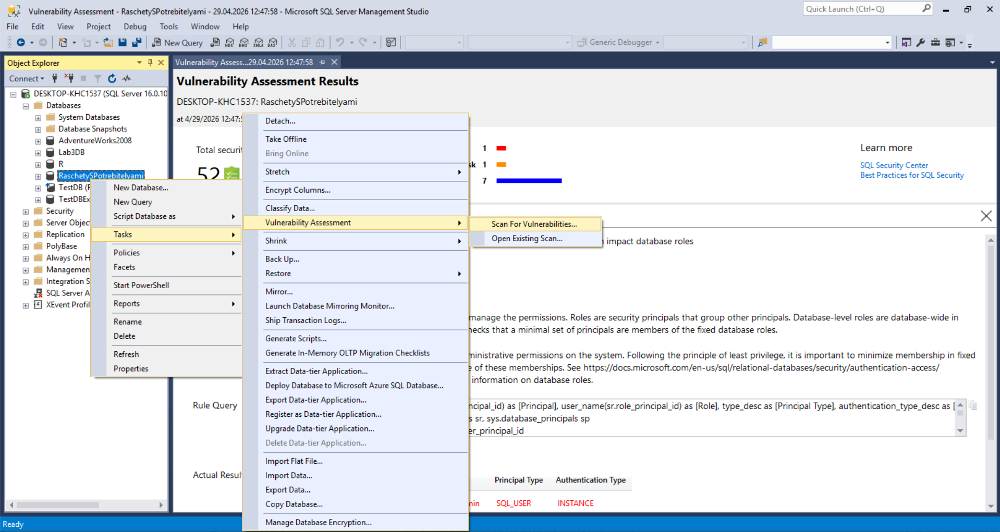 Vulnerability Assessment - RaschetySPotrebitelyami - 29.04.2026 12:47:58 - Microsoft SQL Server Management Studio
Quick Launch (Ctrl+Q)
File Edit View Project Debug Tools Window Help
New Query MDX DMX XMLA DAX Generic Debugger
Object Explorer
Connect
DESKTOP-KHC1537 (SQL Server 16.0.10
Databases
System Databases
Database Snapshots
AdventureWorks2008
Lab3DB
R
RaschetySPotrebitelyami
TestDB (R
TestDBEx
Security
Server Object
Replication
PolyBase
Always On H
Managemen
Integration S
SQL Server A
XEvent Profil
New Database...
New Query
Script Database as
Tasks
Policies
Facets
Start PowerShell
Reports
Rename
Delete
Refresh
Properties
Detach...
Take Offline
Bring Online
Stretch
Encrypt Columns...
Classify Data...
Vulnerability Assessment
Shrink
Back Up...
Restore
Mirror...
Launch Database Mirroring Monitor...
Ship Transaction Logs...
Generate Scripts...
Generate In-Memory OLTP Migration Checklists
Extract Data-tier Application...
Deploy Database to Microsoft Azure SQL Database...
Export Data-tier Application...
Register as Data-tier Application...
Upgrade Data-tier Application...
Delete Data-tier Application...
Import Flat File...
Import Data...
Export Data...
Copy Database...
Manage Database Encryption...
Scan For Vulnerabilities...
Open Existing Scan...
Vulnerability Assess...29.04.2026 12:47:58
Vulnerability Assessment Results
DESKTOP-KHC1537: RaschetySPotrebitelyami
at 4/29/2026 12:47:5
Total securit
52
1
sk 1
7
Learn more
SQL Security Center
Best Practices for SQL Security
impact database roles
manage the permissions. Roles are security principals that group other principals. Database-level roles are database-wide in
hecks that a minimal set of principals are members of the fixed database roles.
ministrative permissions on the system. Following the principle of least privilege, it is important to minimize membership in fixed
e of these memberships. See https://docs.microsoft.com/en-us/sql/relational-databases/security/authentication-access/
information on database roles.
Rule Query
ncipal_id) as [Principal], user_name(sr.role_principal_id) as [Role], type_desc as [Principal Type], authentication_type_desc as [
s sr, sys.database_principals sp
er_principal_id
Actual Resul
Principal Type Authentication Type
min SQL_USER INSTANCE
Ready